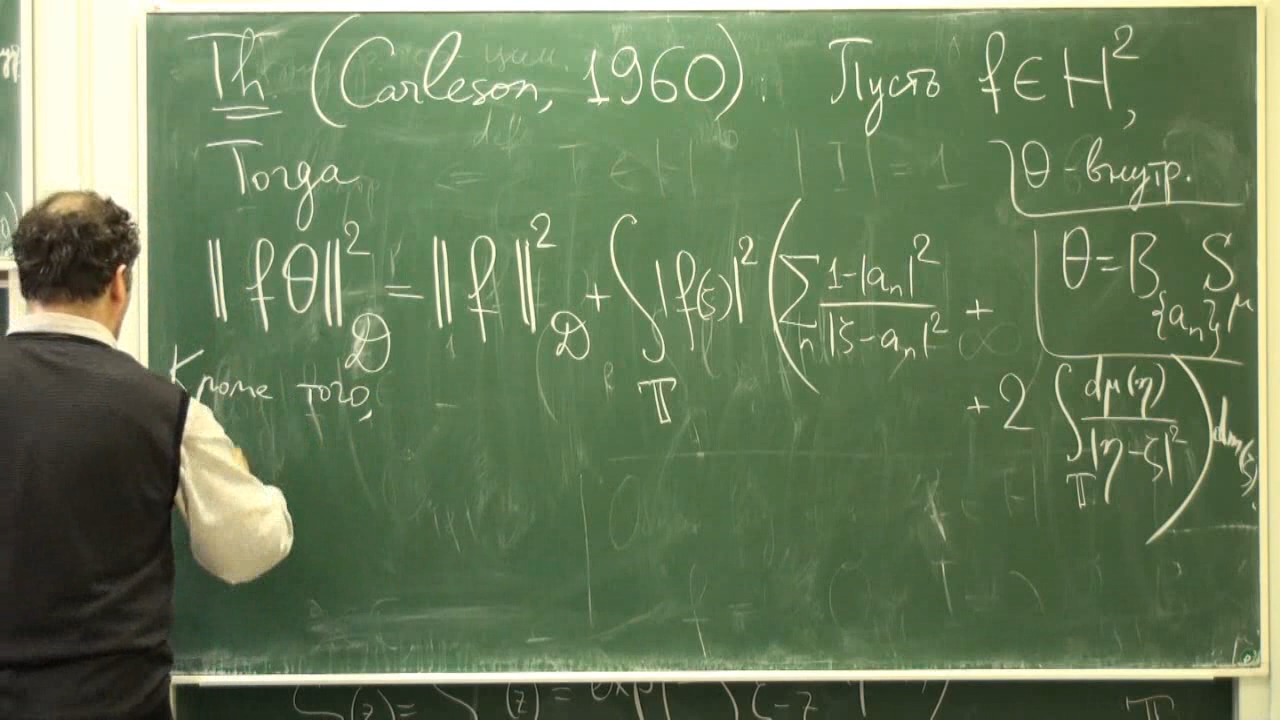 Th (Carleson, 1960). Пусть f ∈ H²,
Тогда θ - внутр.
‖fθ‖²_𝒟 = ‖f‖²_𝒟 + ∫_𝕋 |f(ζ)|² (∑_n (1-|a_n|²)/|ζ-a_n|² +
θ = B_{a_n} S_μ
+ 2 ∫_𝕋 dμ(η)/|η-ζ|²) dm(ζ)
Кроме того,